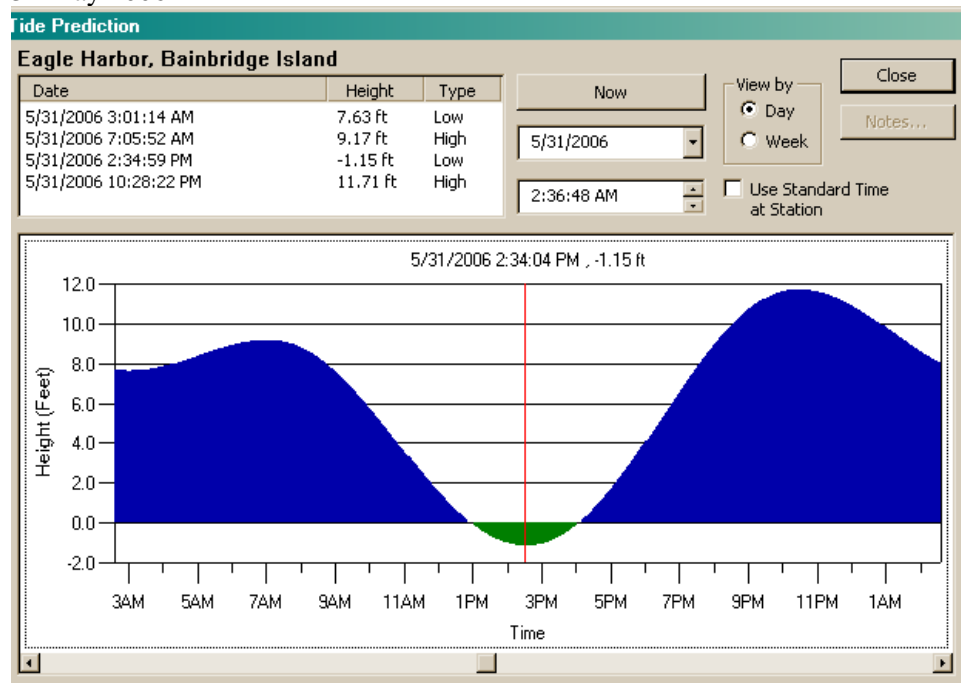 Tide Prediction
Eagle Harbor, Bainbridge Island
Date Height Type
5/31/2006 3:01:14 AM 7.63 ft Low
5/31/2006 7:05:52 AM 9.17 ft High
5/31/2006 2:34:59 PM -1.15 ft Low
5/31/2006 10:28:22 PM 11.71 ft High
Now
5/31/2006
2:36:48 AM
View by
Day
Week
Use Standard Time
at Station
Close
Notes...
5/31/2006 2:34:04 PM , -1.15 ft
Height (Feet)
12.0
10.0
8.0
6.0
4.0
2.0
0.0
-2.0
3AM 5AM 7AM 9AM 11AM 1PM 3PM 5PM 7PM 9PM 11PM 1AM
Time